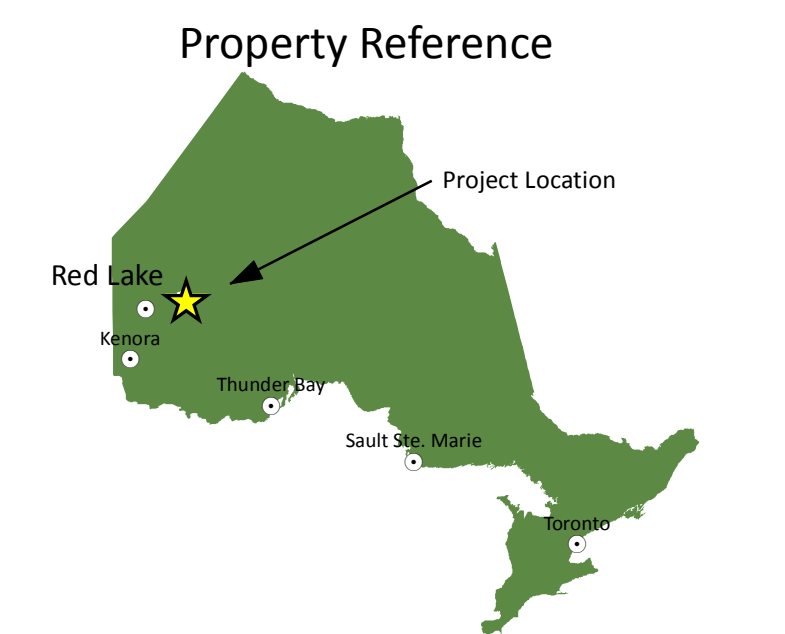 Property Reference
Project Location
Red Lake
Kenora
Thunder Bay
Sault Ste. Marie
Toronto